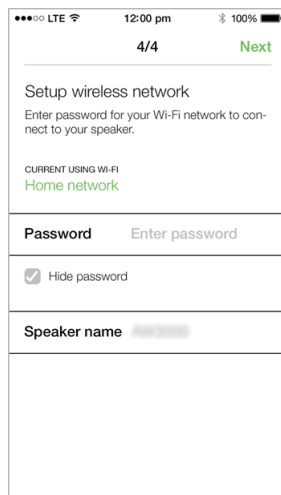 LTE 12:00 pm 100%
4/4 Next
Setup wireless network
Enter password for your Wi-Fi network to con-
nect to your speaker.
CURRENT USING WI-FI
Home network
Password Enter password
Hide password
Speaker name